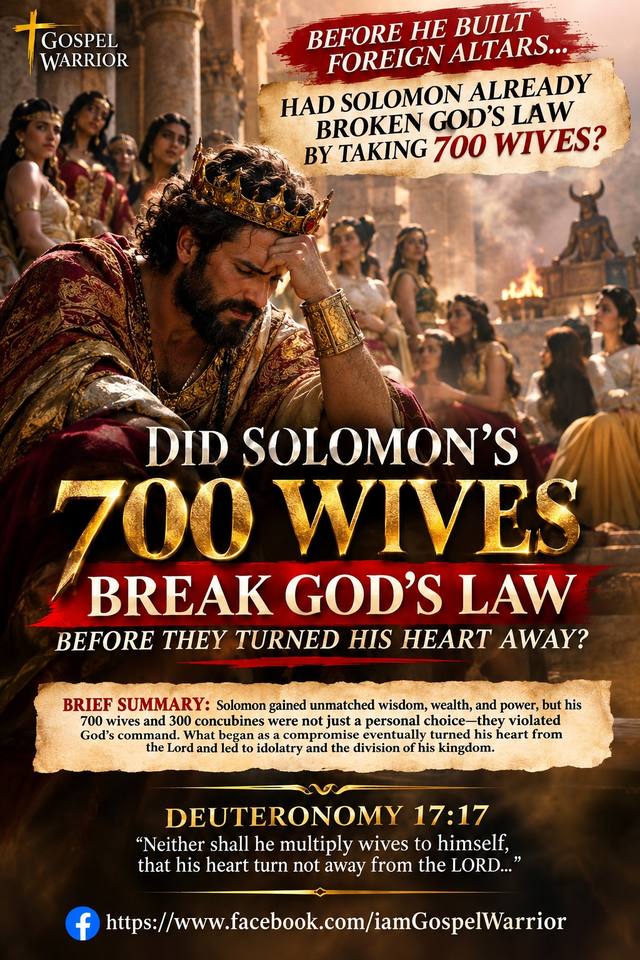 GOSPEL
WARRIOR
BEFORE HE BUILT
FOREIGN ALTARS...
HAD SOLOMON ALREADY
BROKEN GOD'S LAW
BY TAKING 700 WIVES?
DID SOLOMON'S
700 WIVES
BREAK GOD'S LAW
BEFORE THEY TURNED HIS HEART AWAY?
BRIEF SUMMARY: Solomon gained unmatched wisdom, wealth, and power, but his
700 wives and 300 concubines were not just a personal choice—they violated
God's command. What began as a compromise eventually turned his heart from
the Lord and led to idolatry and the division of his kingdom.
DEUTERONOMY 17:17
"Neither shall he multiply wives to himself,
that his heart turn not away from the LORD..."
https://www.facebook.com/iamGospelWarrior